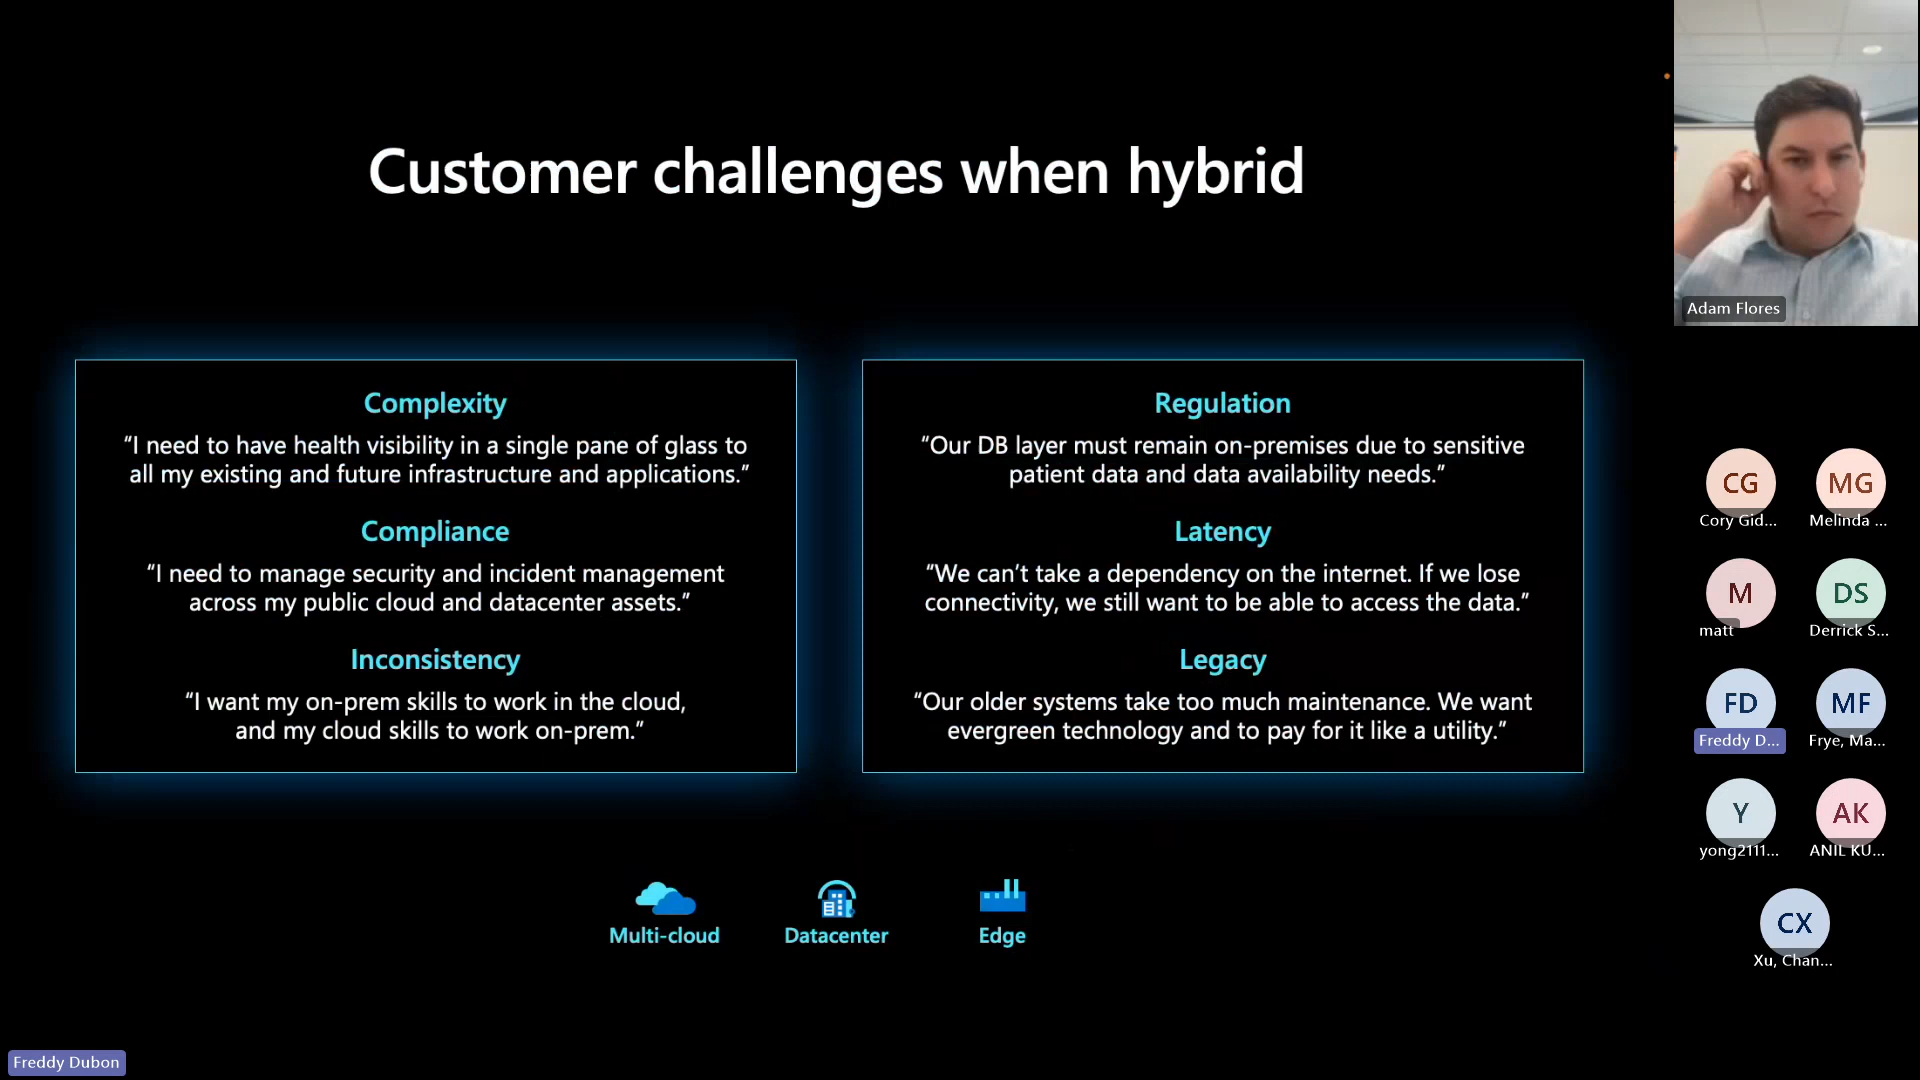 Customer challenges when hybrid
Complexity
“I need to have health visibility in a single pane of glass to
all my existing and future infrastructure and applications.”
Compliance
“I need to manage security and incident management
across my public cloud and datacenter assets.”
Inconsistency
“I want my on-prem skills to work in the cloud,
and my cloud skills to work on-prem.”
Regulation
“Our DB layer must remain on-premises due to sensitive
patient data and data availability needs.”
Latency
“We can’t take a dependency on the internet. If we lose
connectivity, we still want to be able to access the data.”
Legacy
“Our older systems take too much maintenance. We want
evergreen technology and to pay for it like a utility.”
Multi-cloud
Datacenter
Edge
Adam Flores
CG
Cory Gid...
MG
Melinda ...
M
matt
DS
Derrick S...
FD
Freddy D...
MF
Frye, Ma...
Y
yong2111...
AK
ANIL KU...
CX
Xu, Chan...
Freddy Dubon